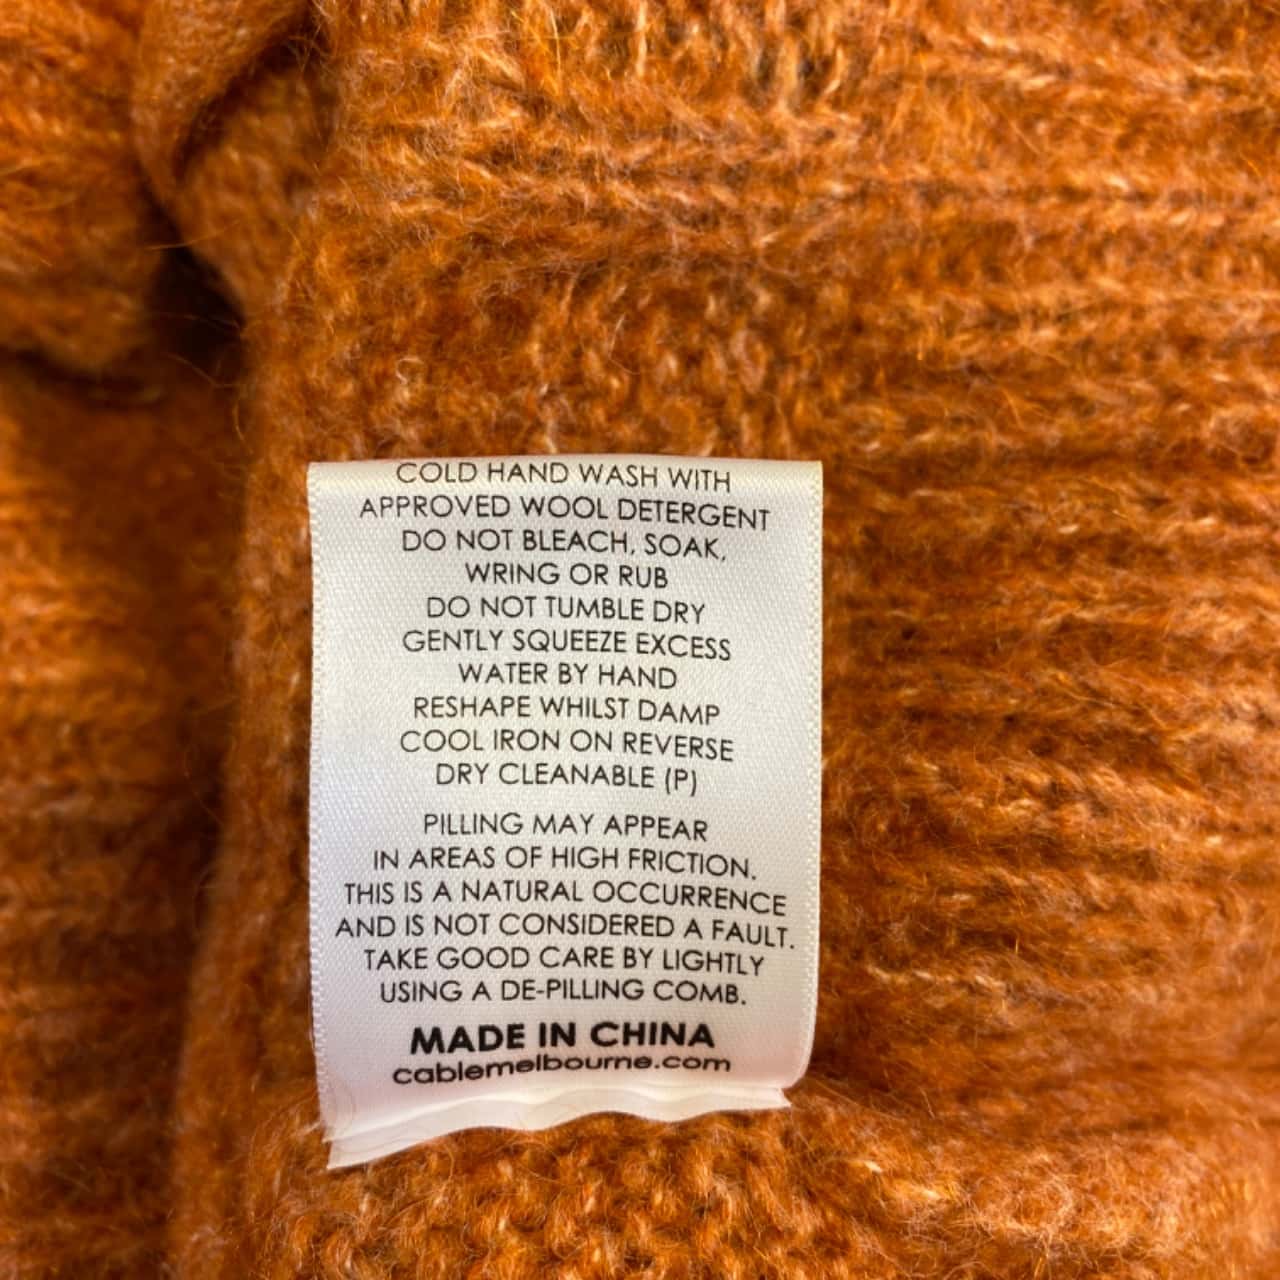 COLD HAND WASH WITH
APPROVED WOOL DETERGENT
DO NOT BLEACH, SOAK,
WRING OR RUB
DO NOT TUMBLE DRY
GENTLY SQUEEZE EXCESS
WATER BY HAND
RESHAPE WHILST DAMP
COOL IRON ON REVERSE
DRY CLEANABLE (P)
PILLING MAY APPEAR
IN AREAS OF HIGH FRICTION.
THIS IS A NATURAL OCCURRENCE
AND IS NOT CONSIDERED A FAULT.
TAKE GOOD CARE BY LIGHTLY
USING A DE-PILLING COMB.
MADE IN CHINA
cablemelbourne.com